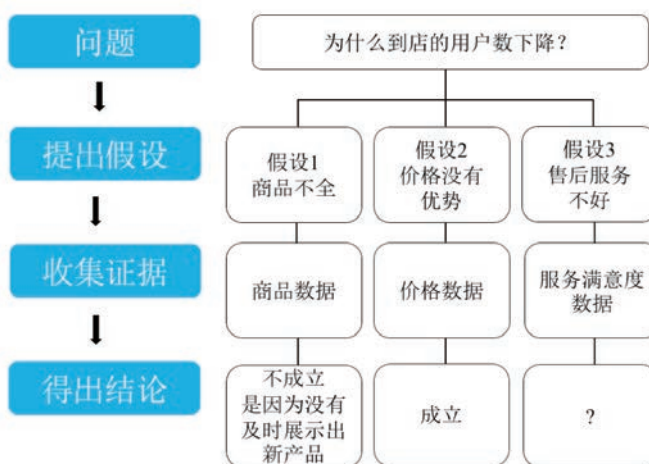 问题
为什么到店的用户数下降?
提出假设
假设1
商品不全
假设2
价格没有
优势
假设3
售后服务
不好
收集证据
商品数据
价格数据
服务满意度
数据
得出结论
不成立
是因为没有
及时展示出
新产品
成立
?